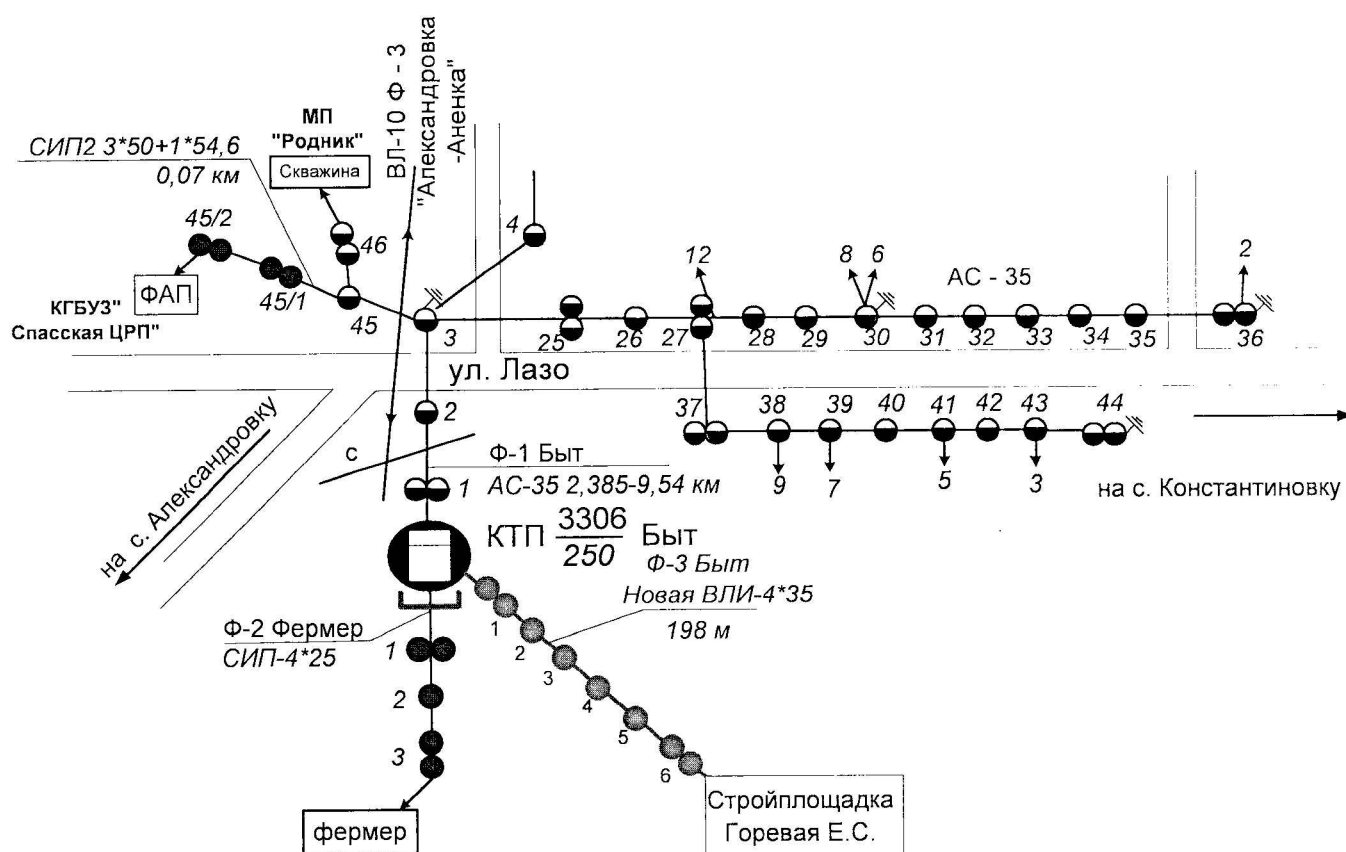 ВЛ-10 Ф - 3
"Александровка
-Аненка"
МП
"Родник"
Скважина
СИП2 3*50+1*54,6
0,07 км
45/2
46
4
ФАП
45/1
45
КГБУЗ"
Спасская ЦРП"
3
12
8
6
АС - 35
2
25
26
27
28
29
30
31
32
33
34
35
36
ул. Лазо
2
37
38
39
40
41
42
43
44
9
7
5
3
на с. Константиновку
на с. Александровку
с
Ф-1 Быт
1
АС-35 2,385-9,54 км
КТП 3306
250
Быт
Ф-3 Быт
Новая ВЛИ-4*35
198 м
Ф-2 Фермер
СИП-4*25
1
2
3
1
2
3
4
5
6
фермер
Стройплощадка
Горевая Е.С.